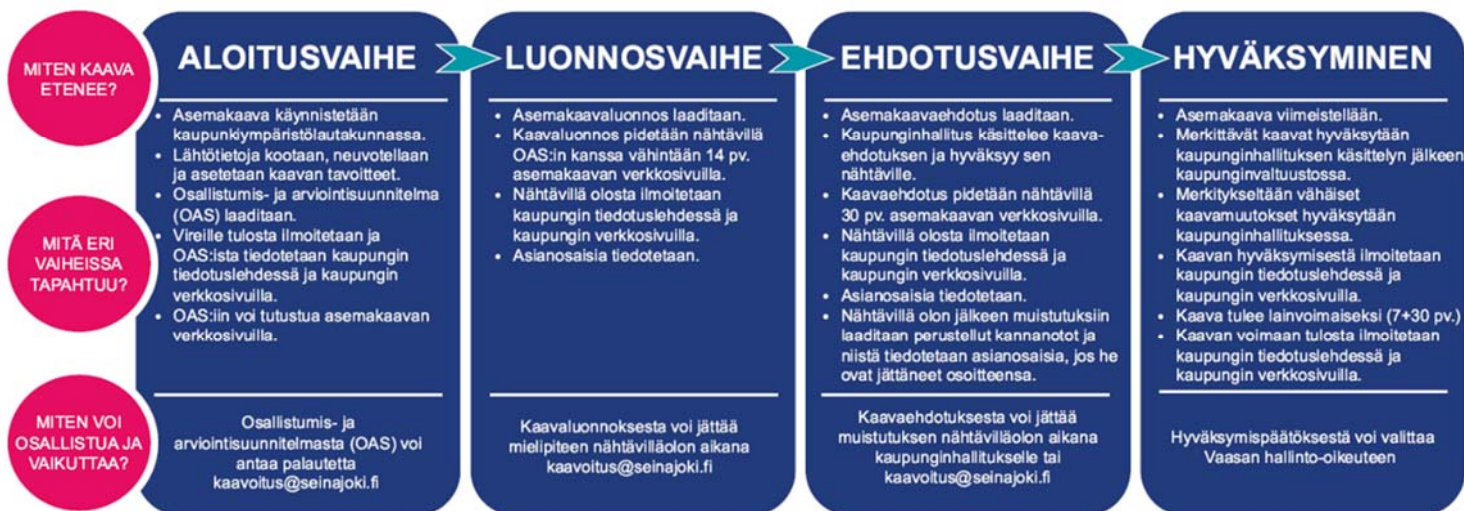 MITEN KAAVA
ETENEE?
MITÄ ERI
VAIHEISSA
TAPAHTUU?
MITEN VOI
OSALLISTUA JA
VAIKUTTAA?
ALOITUSVAIHE
• Asemakaava käynnistetään
kaupunkiympäristölautakunnassa.
• Lähtötietoja kootaan, neuvotellaan
ja asetetaan kaavan tavoitteet.
• Osallistumis- ja arviointisuunnitelma
(OAS) laaditaan.
• Vireille tulosta ilmoitetaan ja
OAS:ista tiedotetaan kaupungin
tiedotuslehdessä ja kaupungin
verkkosivuilla.
• OAS:iin voi tutustua asemakaavan
verkkosivuilla.
Osallistumis- ja
arviointisuunnitelmasta (OAS) voi
antaa palautetta
kaavoitus@seinajoki.fi
LUONNOSVAIHE
• Asemakaavaluonnos laaditaan.
• Kaavaluonnos pidetään nähtävillä
OAS:in kanssa vähintään 14 pv.
asemakaavan verkkosivuilla.
• Nähtävillä olosta ilmoitetaan
kaupungin tiedotuslehdessä ja
kaupungin verkkosivuilla.
• Asianosaisia tiedotetaan.
Kaavaluonnoksesta voi jättää
mielipiteen nähtävilläolon aikana
kaavoitus@seinajoki.fi
EHDOTUSVAIHE
• Asemakaavaehdotus laaditaan.
• Kaupunginhallitus käsittelee kaava-
ehdotuksen ja hyväksyy sen
nähtäville.
• Kaavaehdotus pidetään nähtävillä
30 pv. asemakaavan verkkosivuilla.
• Nähtävillä olosta ilmoitetaan
kaupungin tiedotuslehdessä ja
kaupungin verkkosivuilla.
• Asianosaisia tiedotetaan.
• Nähtävillä olon jälkeen muistutuksiin
laaditaan perustellut kannanotot ja
niistä tiedotetaan asianosaisia, jos he
ovat jättäneet osoitteensa.
Kaavaehdotuksesta voi jättää
muistutuksen nähtävilläolon aikana
kaupunginhallitukselle tai
kaavoitus@seinajoki.fi
HYVÄKSYMINEN
• Asemakaava viimeistellään.
• Merkittävät kaavat hyväksytään
kaupunginhallituksen käsittelyn jälkeen
kaupunginvaltuustossa.
• Merkitykseltään vähäiset
kaavamuutokset hyväksytään
kaupunginhallituksessa.
• Kaavan hyväksymisestä ilmoitetaan
kaupungin tiedotuslehdessä ja
kaupungin verkkosivuilla.
• Kaava tulee lainvoimaiseksi (7+30 pv.)
• Kaavan voimaan tulosta ilmoitetaan
kaupungin tiedotuslehdessä ja
kaupungin verkkosivuilla.
Hyväksymispäätöksestä voi valittaa
Vaasan hallinto-oikeuteen